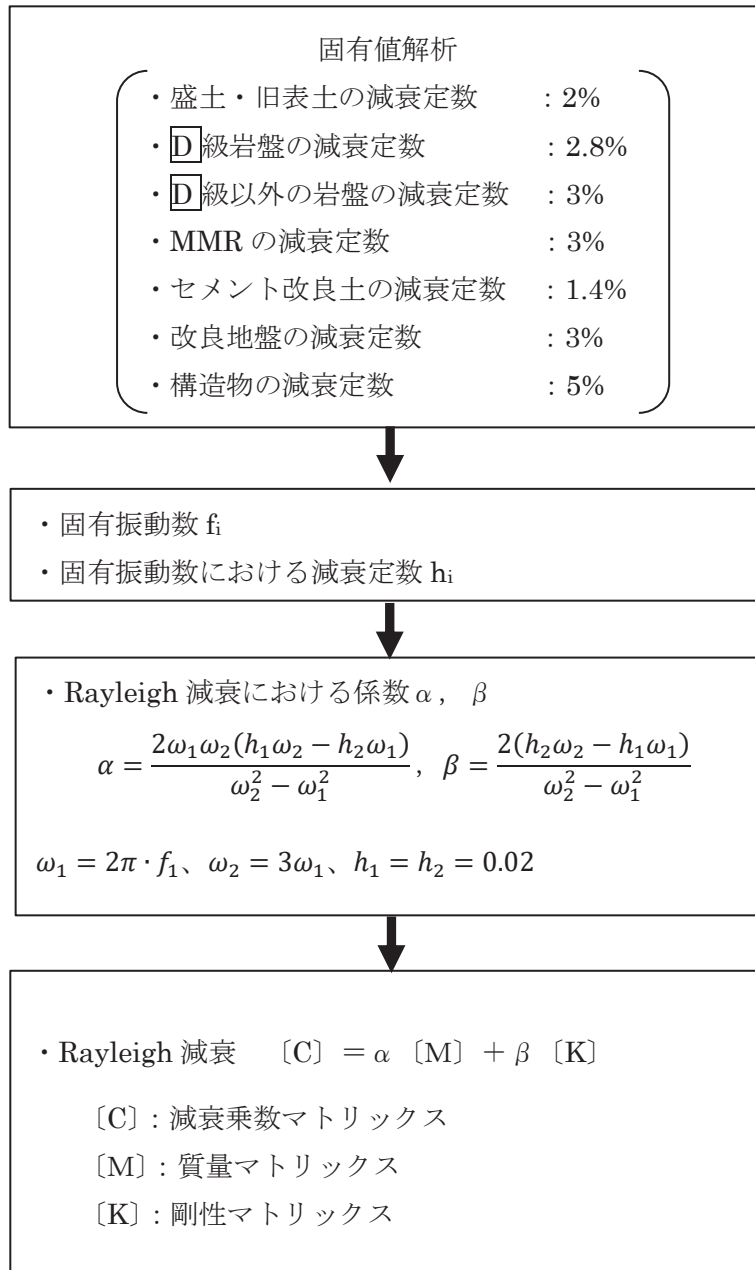 固有値解析
・盛土・旧表土の減衰定数 : 2%
・D級岩盤の減衰定数 : 2.8%
・D級以外の岩盤の減衰定数 : 3%
・MMR の減衰定数 : 3%
・セメント改良土の減衰定数 : 1.4%
・改良地盤の減衰定数 : 3%
・構造物の減衰定数 : 5%
・固有振動数 fi
・固有振動数における減衰定数 hi
・Rayleigh 減衰における係数α, β
α = 2ω₁ω₂(h₁ω₂ − h₂ω₁) / ω₂² − ω₁², β = 2(h₂ω₂ − h₁ω₁) / ω₂² − ω₁²
ω₁ = 2π · f₁、ω₂ = 3ω₁、h₁ = h₂ = 0.02
・Rayleigh 減衰 〔C〕＝α〔M〕＋β〔K〕
〔C〕: 減衰乗数マトリックス
〔M〕: 質量マトリックス
〔K〕: 剛性マトリックス